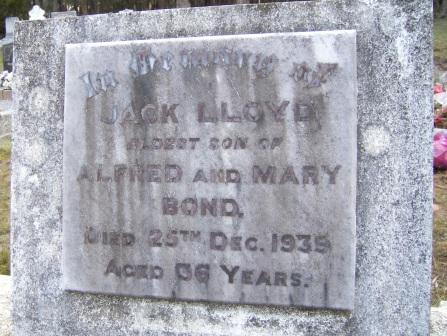 In Memory of
JACK LLOYD
ELDEST SON OF
ALFRED AND MARY
BOND,
DIED 25TH DEC. 1935
AGED 36 YEARS.